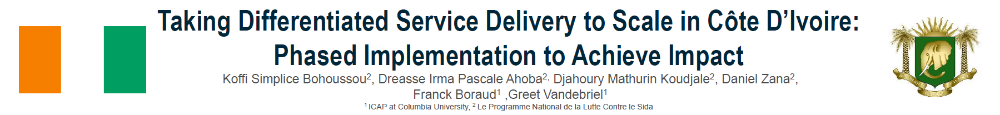 Taking Differentiated Service Delivery to Scale in Côte D’Ivoire:
Phased Implementation to Achieve Impact
Koffi Simplice Bohoussou², Dreasse Irma Pascale Ahoba²˒ Djahoury Mathurin Koudjale², Daniel Zana²,
Franck Boraud¹ ,Greet Vandebriel¹
¹ ICAP at Columbia University, ² Le Programme National de la Lutte Contre le Sida